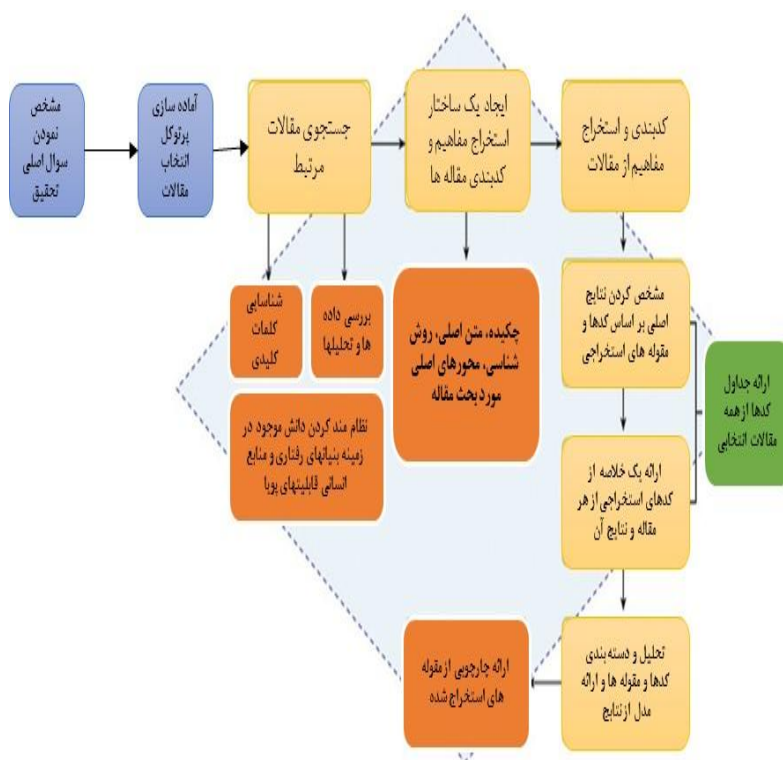 مشخص
نمودن
سوال اصلی
تحقیق
آماده سازی
پرتوکل
انتخاب
مقالات
جستجوی مقالات
مرتبط
ایجاد یک ساختار
استخراج مفاهیم و
کدبندی مقاله ها
کدبندی و استخراج
مفاهیم از مقالات
شناسایی
کلمات
کلیدی
بررسی داده
ها و تحلیلها
چکیده، متن اصلی، روش
شناسی، محورهای اصلی
مورد بحث مقاله
مشخص کردن نتایج
اصلی بر اساس کدها و
مقوله های استخراجی
ارائه جداول
کدها از همه
مقالات انتخابی
نظام مند کردن دانش موجود در
زمینه بنیانهای رفتاری و منابع
انسانی قابلیتهای پویا
ارائه یک خلاصه از
کدهای استخراجی از هر
مقاله و نتایج آن
تحلیل و دسته بندی
کدها و مقوله ها و ارائه
مدل از نتایج
ارائه چارچوبی از مقوله
های استخراج شده